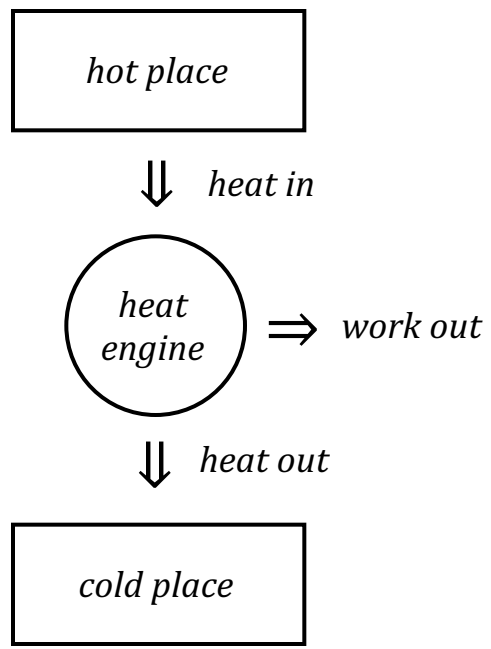 hot place
heat in
heat
engine
work out
heat out
cold place